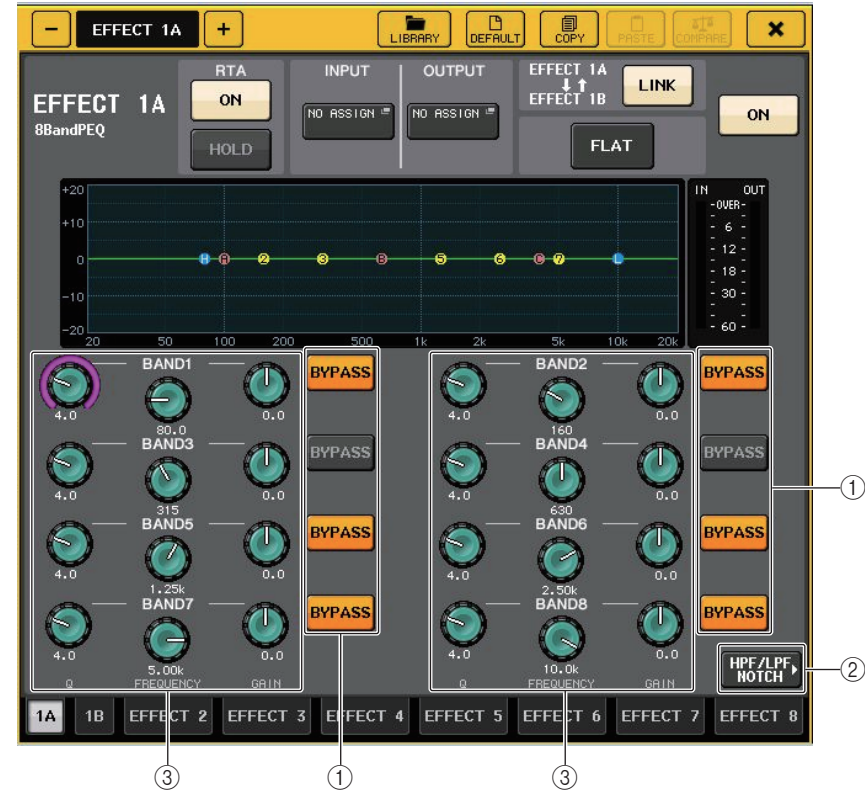 − EFFECT 1A + LIBRARY DEFAULT COPY PASTE COMPARE ×
EFFECT 1A
8BandPEQ
RTA
ON
HOLD
INPUT
NO ASSIGN
OUTPUT
NO ASSIGN
EFFECT 1A
EFFECT 1B
LINK
FLAT
ON
+20
+10
0
-10
-20
H A 2 3 B 5 6 C 7 L
20 50 100 200 500 1k 2k 5k 10k 20k
IN OUT
-OVER-
- 6 -
- 12 -
- 18 -
- 30 -
- 60 -
BAND1
4.0 80.0 0.0
BYPASS
BAND2
4.0 160 0.0
BYPASS
BAND3
4.0 315 0.0
BYPASS
BAND4
4.0 630 0.0
BYPASS
①
BAND5
4.0 1.25k 0.0
BYPASS
BAND6
4.0 2.50k 0.0
BYPASS
BAND7
4.0 5.00k 0.0
BYPASS
BAND8
4.0 10.0k 0.0
BYPASS
Q FREQUENCY GAIN
Q FREQUENCY GAIN
HPF/LPF
NOTCH
②
1A 1B EFFECT 2 EFFECT 3 EFFECT 4 EFFECT 5 EFFECT 6 EFFECT 7 EFFECT 8
③ ① ③